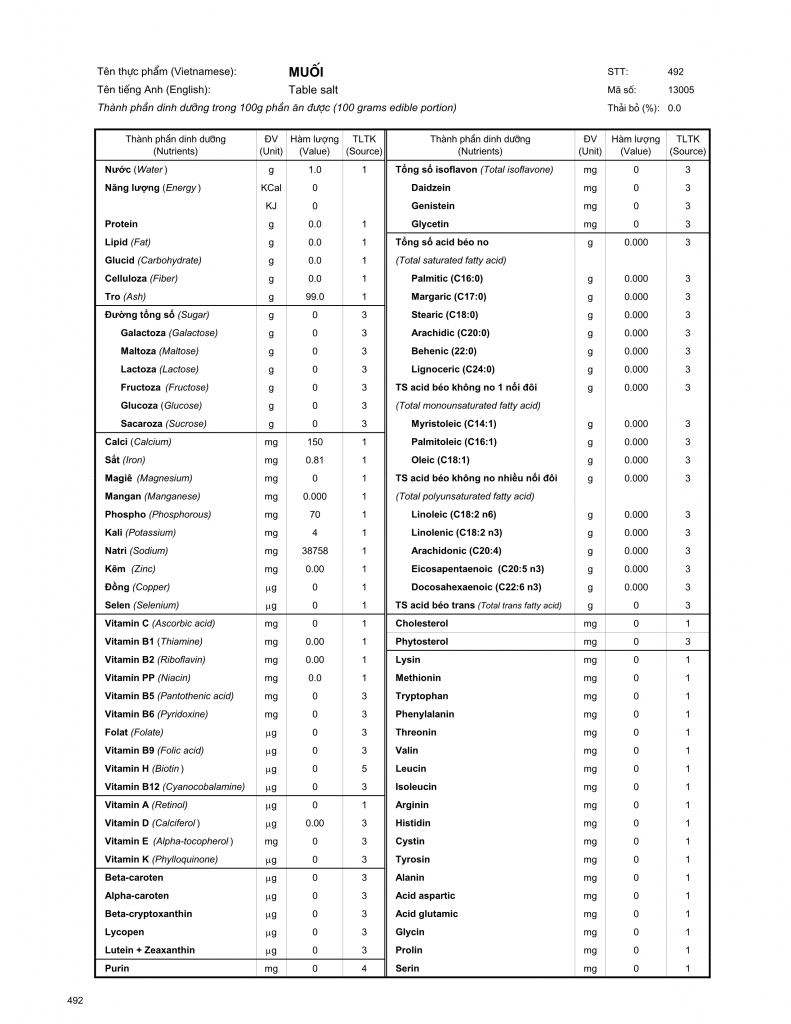 Tên thực phẩm (Vietnamese): MUỐI STT: 492
Tên tiếng Anh (English): Table salt Mã số: 13005
Thành phần dinh dưỡng trong 100g phần ăn được (100 grams edible portion) Thải bỏ (%): 0.0
Thành phần dinh dưỡng ĐV Hàm lượng TLTK Thành phần dinh dưỡng ĐV Hàm lượng TLTK
(Nutrients) (Unit) (Value) (Source) (Nutrients) (Unit) (Value) (Source)
Nước (Water) g 1.0 1 Tổng số isoflavon (Total isoflavone) mg 0 3
Năng lượng (Energy) KCal 0 Daidzein mg 0 3
KJ 0 Genistein mg 0 3
Protein g 0.0 1 Glycetin mg 0 3
Lipid (Fat) g 0.0 1 Tổng số acid béo no g 0.000 3
Glucid (Carbohydrate) g 0.0 1 (Total saturated fatty acid)
Celluloza (Fiber) g 0.0 1 Palmitic (C16:0) g 0.000 3
Tro (Ash) g 99.0 1 Margaric (C17:0) g 0.000 3
Đường tổng số (Sugar) g 0 3 Stearic (C18:0) g 0.000 3
Galactoza (Galactose) g 0 3 Arachidic (C20:0) g 0.000 3
Maltoza (Maltose) g 0 3 Behenic (22:0) g 0.000 3
Lactoza (Lactose) g 0 3 Lignoceric (C24:0) g 0.000 3
Fructoza (Fructose) g 0 3 TS acid béo không no 1 nối đôi g 0.000 3
Glucoza (Glucose) g 0 3 (Total monounsaturated fatty acid)
Sacaroza (Sucrose) g 0 3 Myristoleic (C14:1) g 0.000 3
Calci (Calcium) mg 150 1 Palmitoleic (C16:1) g 0.000 3
Sắt (Iron) mg 0.81 1 Oleic (C18:1) g 0.000 3
Magiê (Magnesium) mg 0 1 TS acid béo không no nhiều nối đôi g 0.000 3
Mangan (Manganese) mg 0.000 1 (Total polyunsaturated fatty acid)
Phospho (Phosphorous) mg 70 1 Linoleic (C18:2 n6) g 0.000 3
Kali (Potassium) mg 4 1 Linolenic (C18:2 n3) g 0.000 3
Natri (Sodium) mg 38758 1 Arachidonic (C20:4) g 0.000 3
Kẽm (Zinc) mg 0.00 1 Eicosapentaenoic (C20:5 n3) g 0.000 3
Đồng (Copper) μg 0 1 Docosahexaenoic (C22:6 n3) g 0.000 3
Selen (Selenium) μg 0 1 TS acid béo trans (Total trans fatty acid) g 0 3
Vitamin C (Ascorbic acid) mg 0 1 Cholesterol mg 0 1
Vitamin B1 (Thiamine) mg 0.00 1 Phytosterol mg 0 3
Vitamin B2 (Riboflavin) mg 0.00 1 Lysin mg 0 1
Vitamin PP (Niacin) mg 0.0 1 Methionin mg 0 1
Vitamin B5 (Pantothenic acid) mg 0 3 Tryptophan mg 0 1
Vitamin B6 (Pyridoxine) mg 0 3 Phenylalanin mg 0 1
Folat (Folate) μg 0 3 Threonin mg 0 1
Vitamin B9 (Folic acid) μg 0 3 Valin mg 0 1
Vitamin H (Biotin) μg 0 5 Leucin mg 0 1
Vitamin B12 (Cyanocobalamine) μg 0 3 Isoleucin mg 0 1
Vitamin A (Retinol) μg 0 1 Arginin mg 0 1
Vitamin D (Calciferol) μg 0.00 3 Histidin mg 0 1
Vitamin E (Alpha-tocopherol) mg 0 3 Cystin mg 0 1
Vitamin K (Phylloquinone) μg 0 3 Tyrosin mg 0 1
Beta-caroten μg 0 3 Alanin mg 0 1
Alpha-caroten μg 0 3 Acid aspartic mg 0 1
Beta-cryptoxanthin μg 0 3 Acid glutamic mg 0 1
Lycopen μg 0 3 Glycin mg 0 1
Lutein + Zeaxanthin μg 0 3 Prolin mg 0 1
Purin mg 0 4 Serin mg 0 1
492